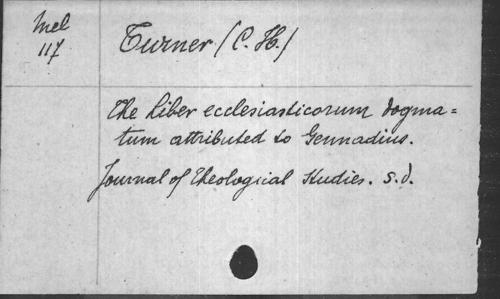 Mel
117
Turner (C. H.)
The Liber ecclesiasticorum dogma=
tum attributed to Gennadius.
Journal of Theological Studies. s.d.